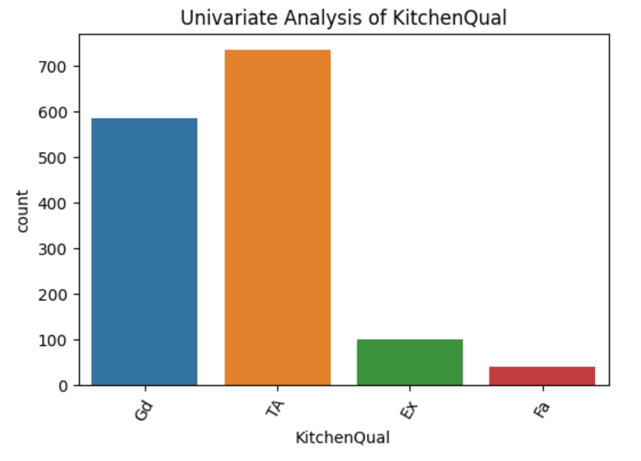 Univariate Analysis of KitchenQual
700
600
500
400
300
200
100
0
count
Gd
TA
Ex
Fa
KitchenQual